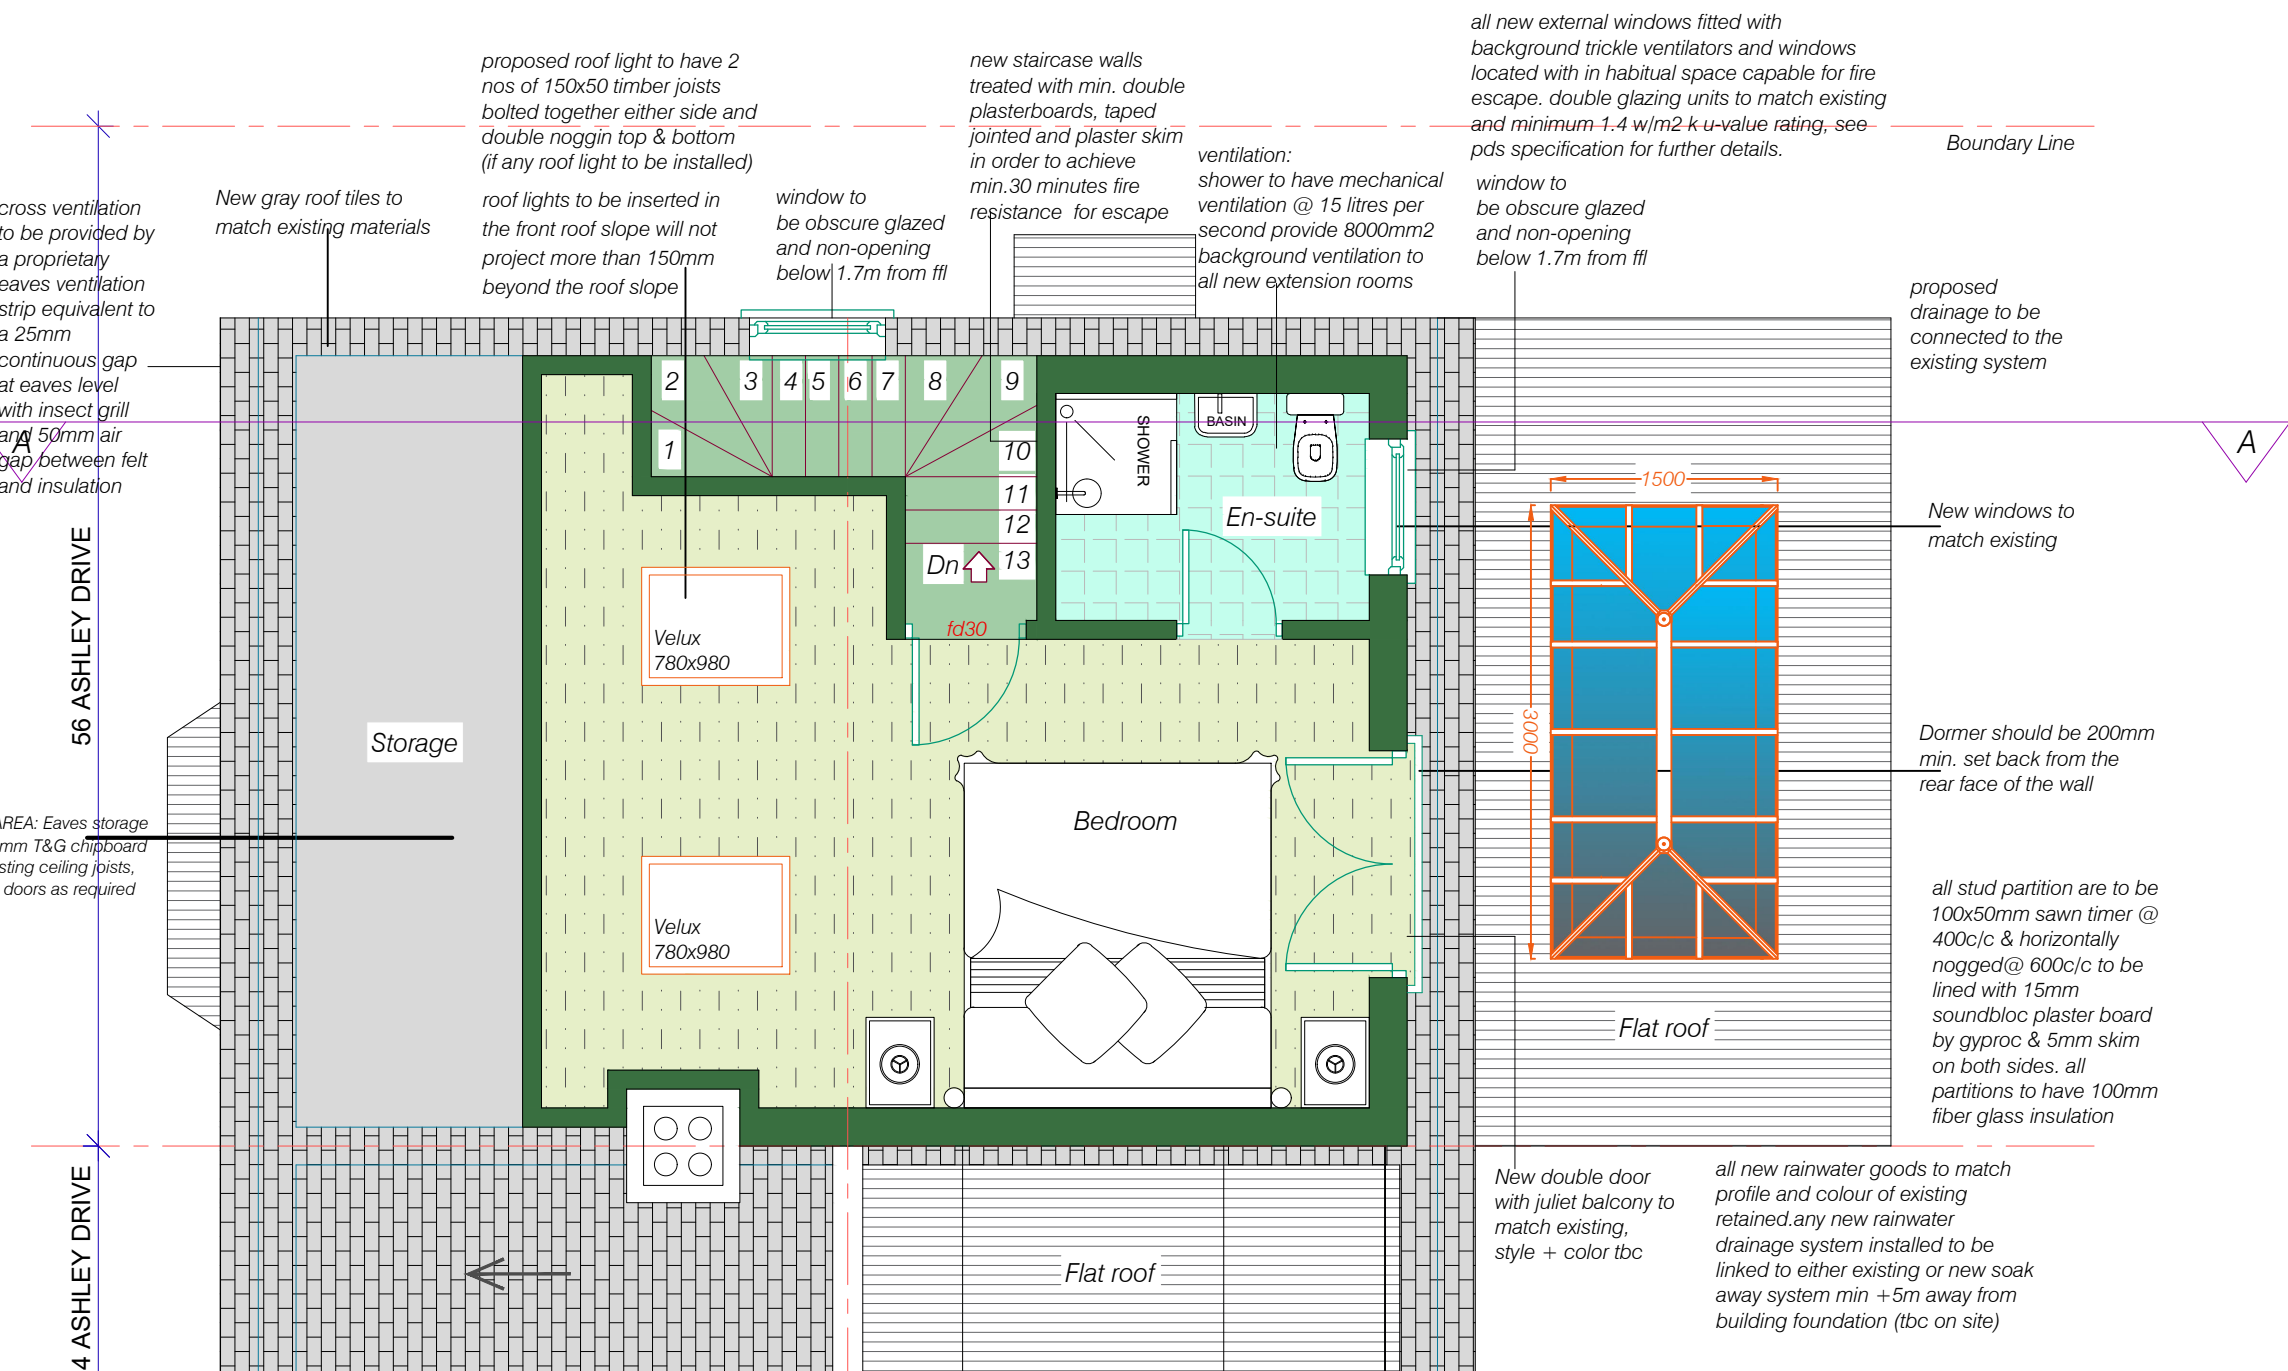 all new external windows fitted with
background trickle ventilators and windows
located with in habitual space capable for fire
escape. double glazing units to match existing
and minimum 1.4 w/m2 k u-value rating, see
pds specification for further details.
proposed roof light to have 2
nos of 150x50 timber joists
bolted together either side and
double noggin top & bottom
(if any roof light to be installed)
new staircase walls
treated with min. double
plasterboards, taped
jointed and plaster skim
in order to achieve
min.30 minutes fire
resistance for escape
Boundary Line
ventilation:
shower to have mechanical
ventilation @ 15 litres per
second provide 8000mm2
background ventilation to
all new extension rooms
window to
be obscure glazed
and non-opening
below 1.7m from ffl
cross ventilation
to be provided by
a proprietary
eaves ventilation
strip equivalent to
a 25mm
continuous gap
at eaves level
with insect grill
and 50mm air
gap between felt
and insulation
New gray roof tiles to
match existing materials
roof lights to be inserted in
the front roof slope will not
project more than 150mm
beyond the roof slope
window to
be obscure glazed
and non-opening
below 1.7m from ffl
proposed
drainage to be
connected to the
existing system
2
3
4
5
6
7
8
9
1
10
11
12
13
Dn
fd30
SHOWER
BASIN
En-suite
A
A
1500
3000
New windows to
match existing
56 ASHLEY DRIVE
Velux
780x980
Storage
Dormer should be 200mm
min. set back from the
rear face of the wall
AREA: Eaves storage
mm T&G chipboard
sting ceiling joists,
doors as required
Bedroom
Velux
780x980
all stud partition are to be
100x50mm sawn timer @
400c/c & horizontally
nogged@ 600c/c to be
lined with 15mm
soundbloc plaster board
by gyproc & 5mm skim
on both sides. all
partitions to have 100mm
fiber glass insulation
Flat roof
4 ASHLEY DRIVE
Flat roof
New double door
with juliet balcony to
match existing,
style + color tbc
all new rainwater goods to match
profile and colour of existing
retained.any new rainwater
drainage system installed to be
linked to either existing or new soak
away system min +5m away from
building foundation (tbc on site)